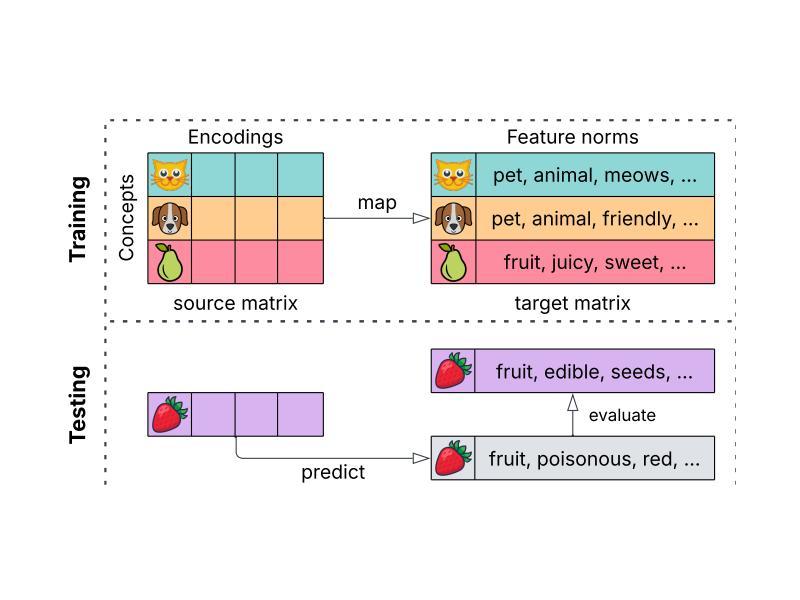 Training
Encodings
Feature norms
Concepts
pet, animal, meows, ...
map
pet, animal, friendly, ...
fruit, juicy, sweet, ...
source matrix
target matrix
Testing
fruit, edible, seeds, ...
evaluate
fruit, poisonous, red, ...
predict